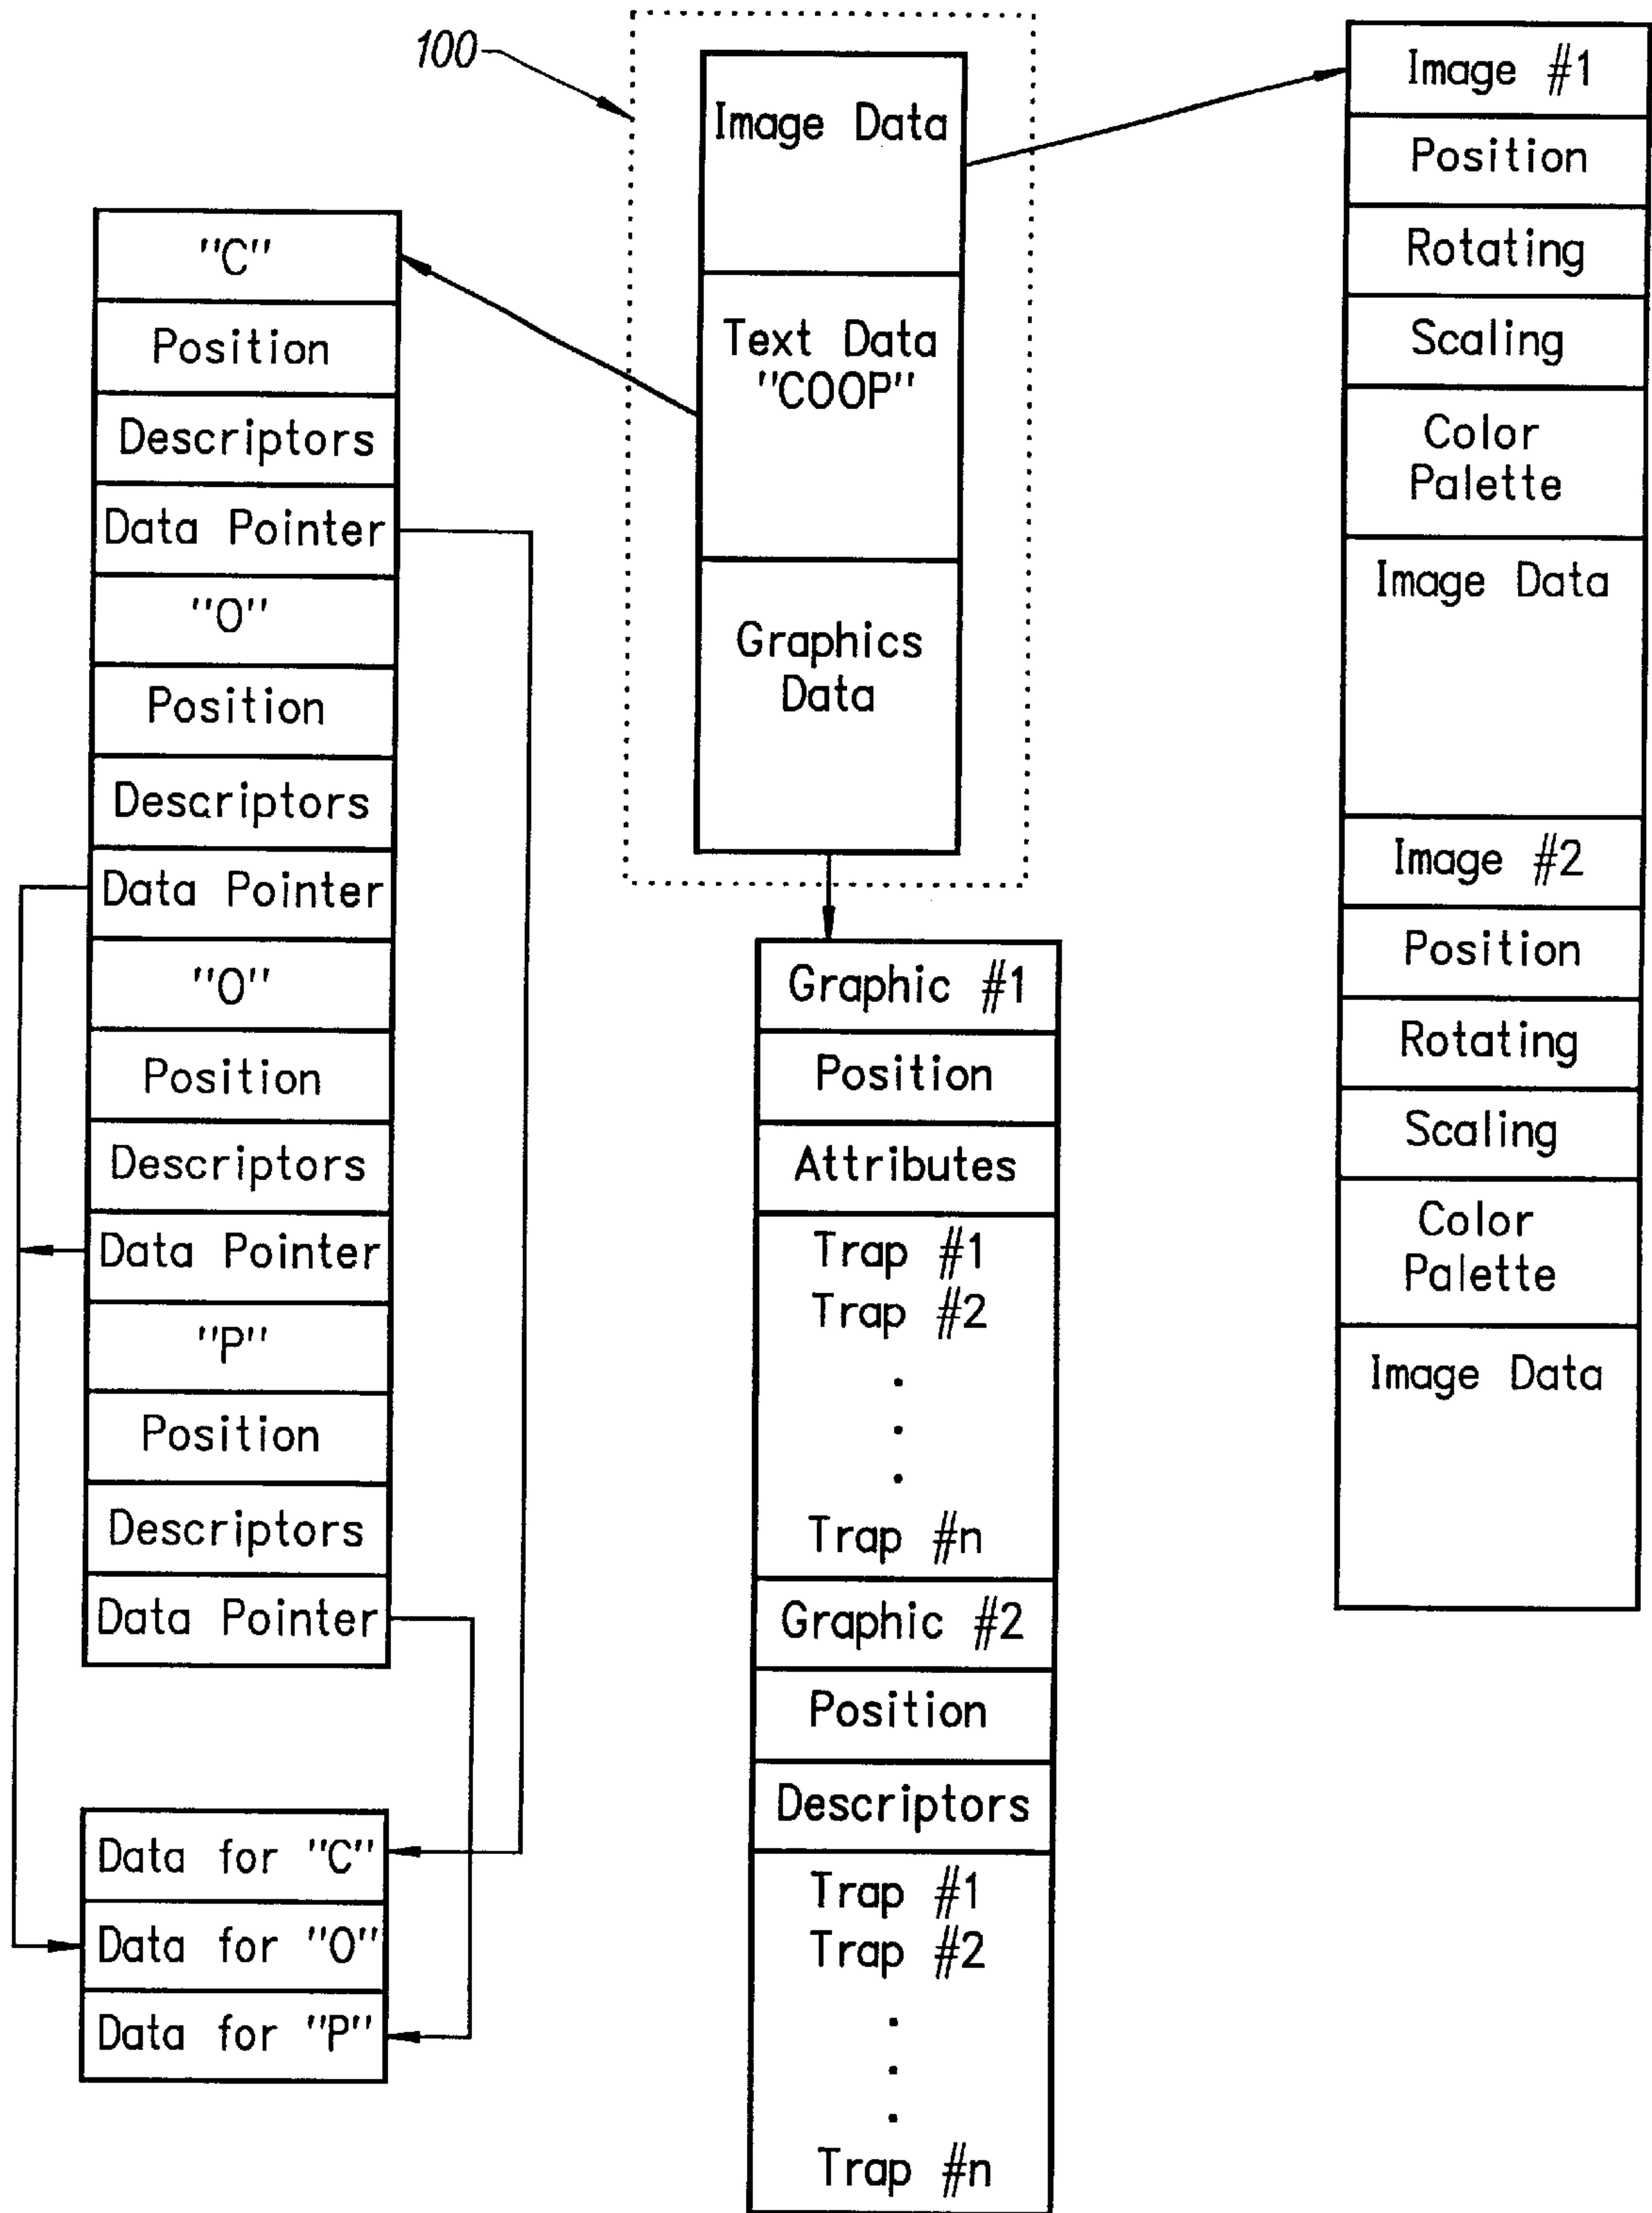 100
Image Data
Text Data
"COOP"
Graphics
Data
"C"
Position
Descriptors
Data Pointer
"O"
Position
Descriptors
Data Pointer
"O"
Position
Descriptors
Data Pointer
"P"
Position
Descriptors
Data Pointer
Data for "C"
Data for "O"
Data for "P"
Graphic #1
Position
Attributes
Trap #1
Trap #2
.
.
.
Trap #n
Graphic #2
Position
Descriptors
Trap #1
Trap #2
.
.
.
Trap #n
Image #1
Position
Rotating
Scaling
Color
Palette
Image Data
Image #2
Position
Rotating
Scaling
Color
Palette
Image Data